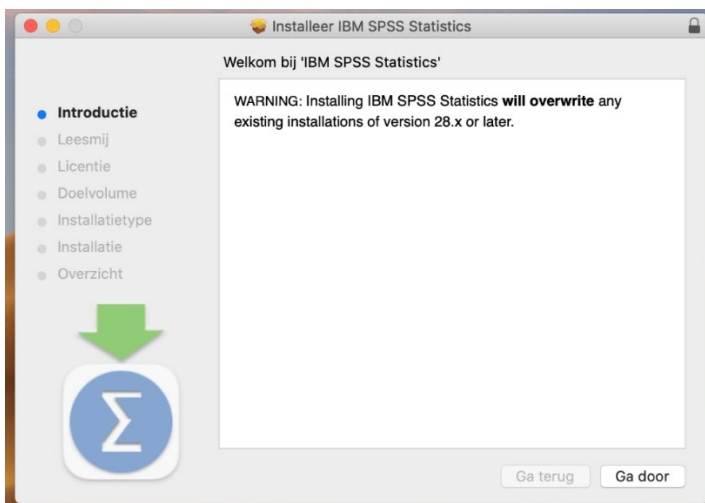 Installeer IBM SPSS Statistics
Welkom bij 'IBM SPSS Statistics'
Introductie
Leesmij
Licentie
Doelvolume
Installatietype
Installatie
Overzicht
WARNING: Installing IBM SPSS Statistics will overwrite any
existing installations of version 28.x or later.
Σ
Ga terug
Ga door